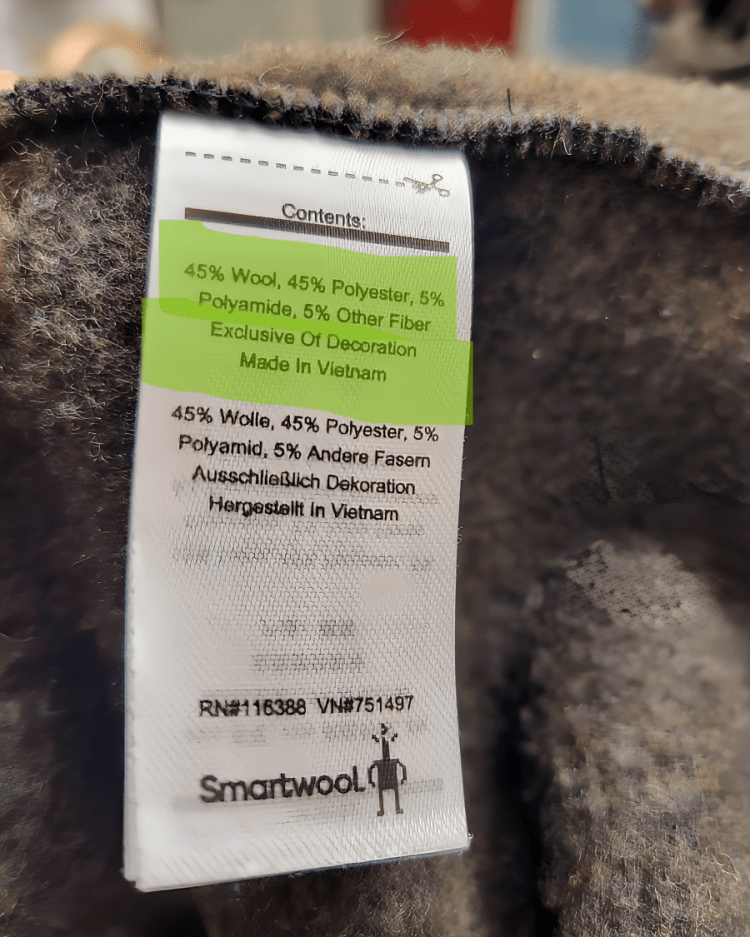 Contents:
45% Wool, 45% Polyester, 5%
Polyamide, 5% Other Fiber
Exclusive Of Decoration
Made In Vietnam
45% Wolle, 45% Polyester, 5%
Polyamid, 5% Andere Fasern
Ausschließlich Dekoration
Hergestellt in Vietnam
RN#116388 VN#751497
Smartwool